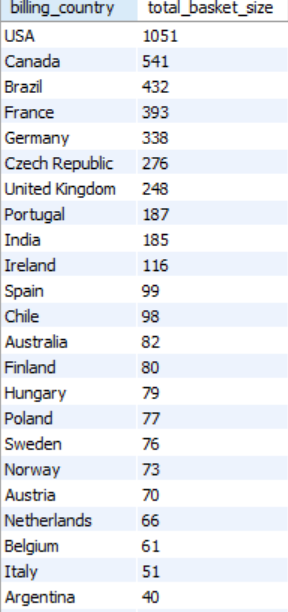 billing_country total_basket_size
USA 1051
Canada 541
Brazil 432
France 393
Germany 338
Czech Republic 276
United Kingdom 248
Portugal 187
India 185
Ireland 116
Spain 99
Chile 98
Australia 82
Finland 80
Hungary 79
Poland 77
Sweden 76
Norway 73
Austria 70
Netherlands 66
Belgium 61
Italy 51
Argentina 40